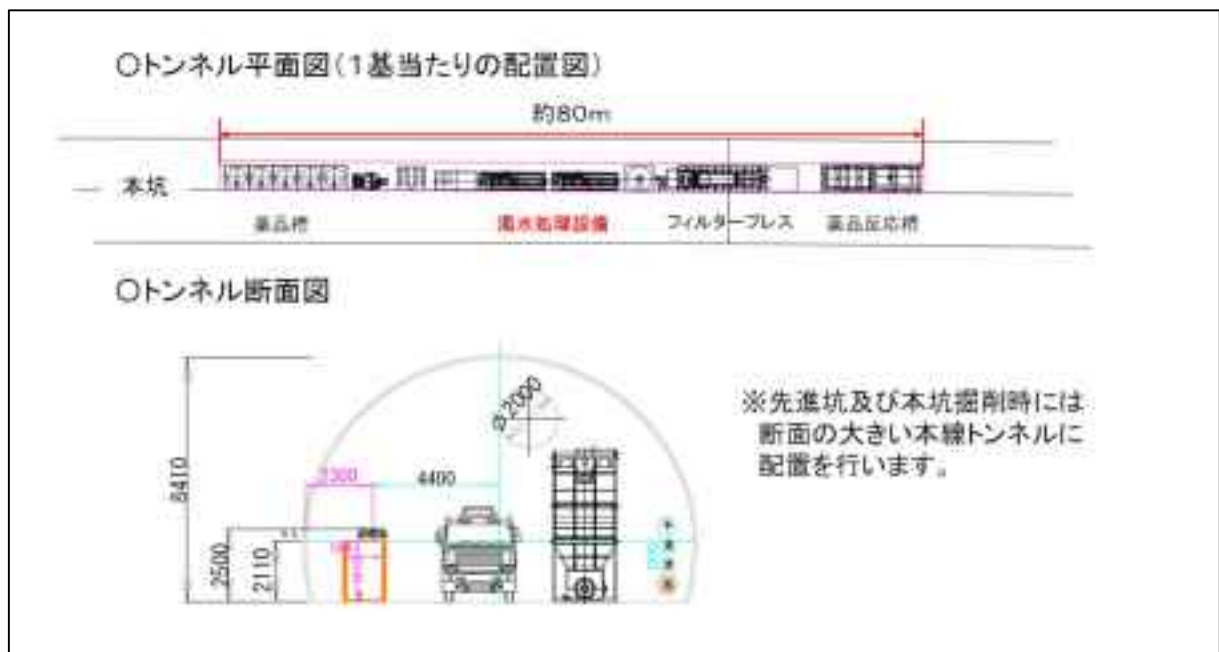 ○トンネル平面図(1基当たりの配置図)
約80m
本坑
薬品槽
濁水処理設備
フィルタープレス
薬品反応槽
○トンネル断面図
※先進坑及び本坑掘削時には
断面の大きい本線トンネルに
配置を行います。
Ø2000
4400
2500
2110